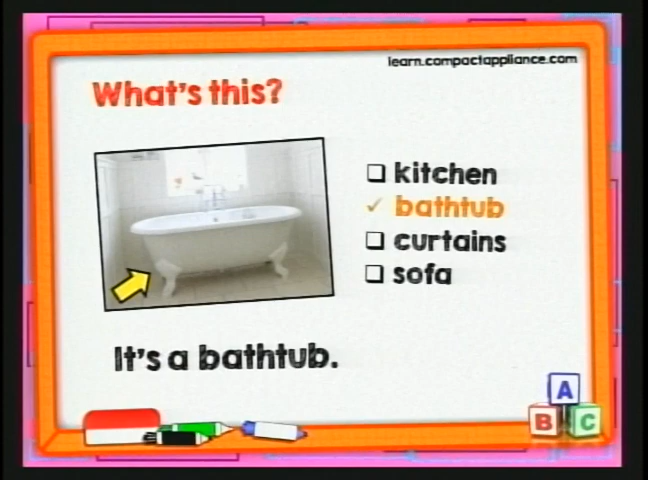 learn.compactappliance.com
What's this?
kitchen
bathtub
curtains
sofa
It's a bathtub.
A
B C